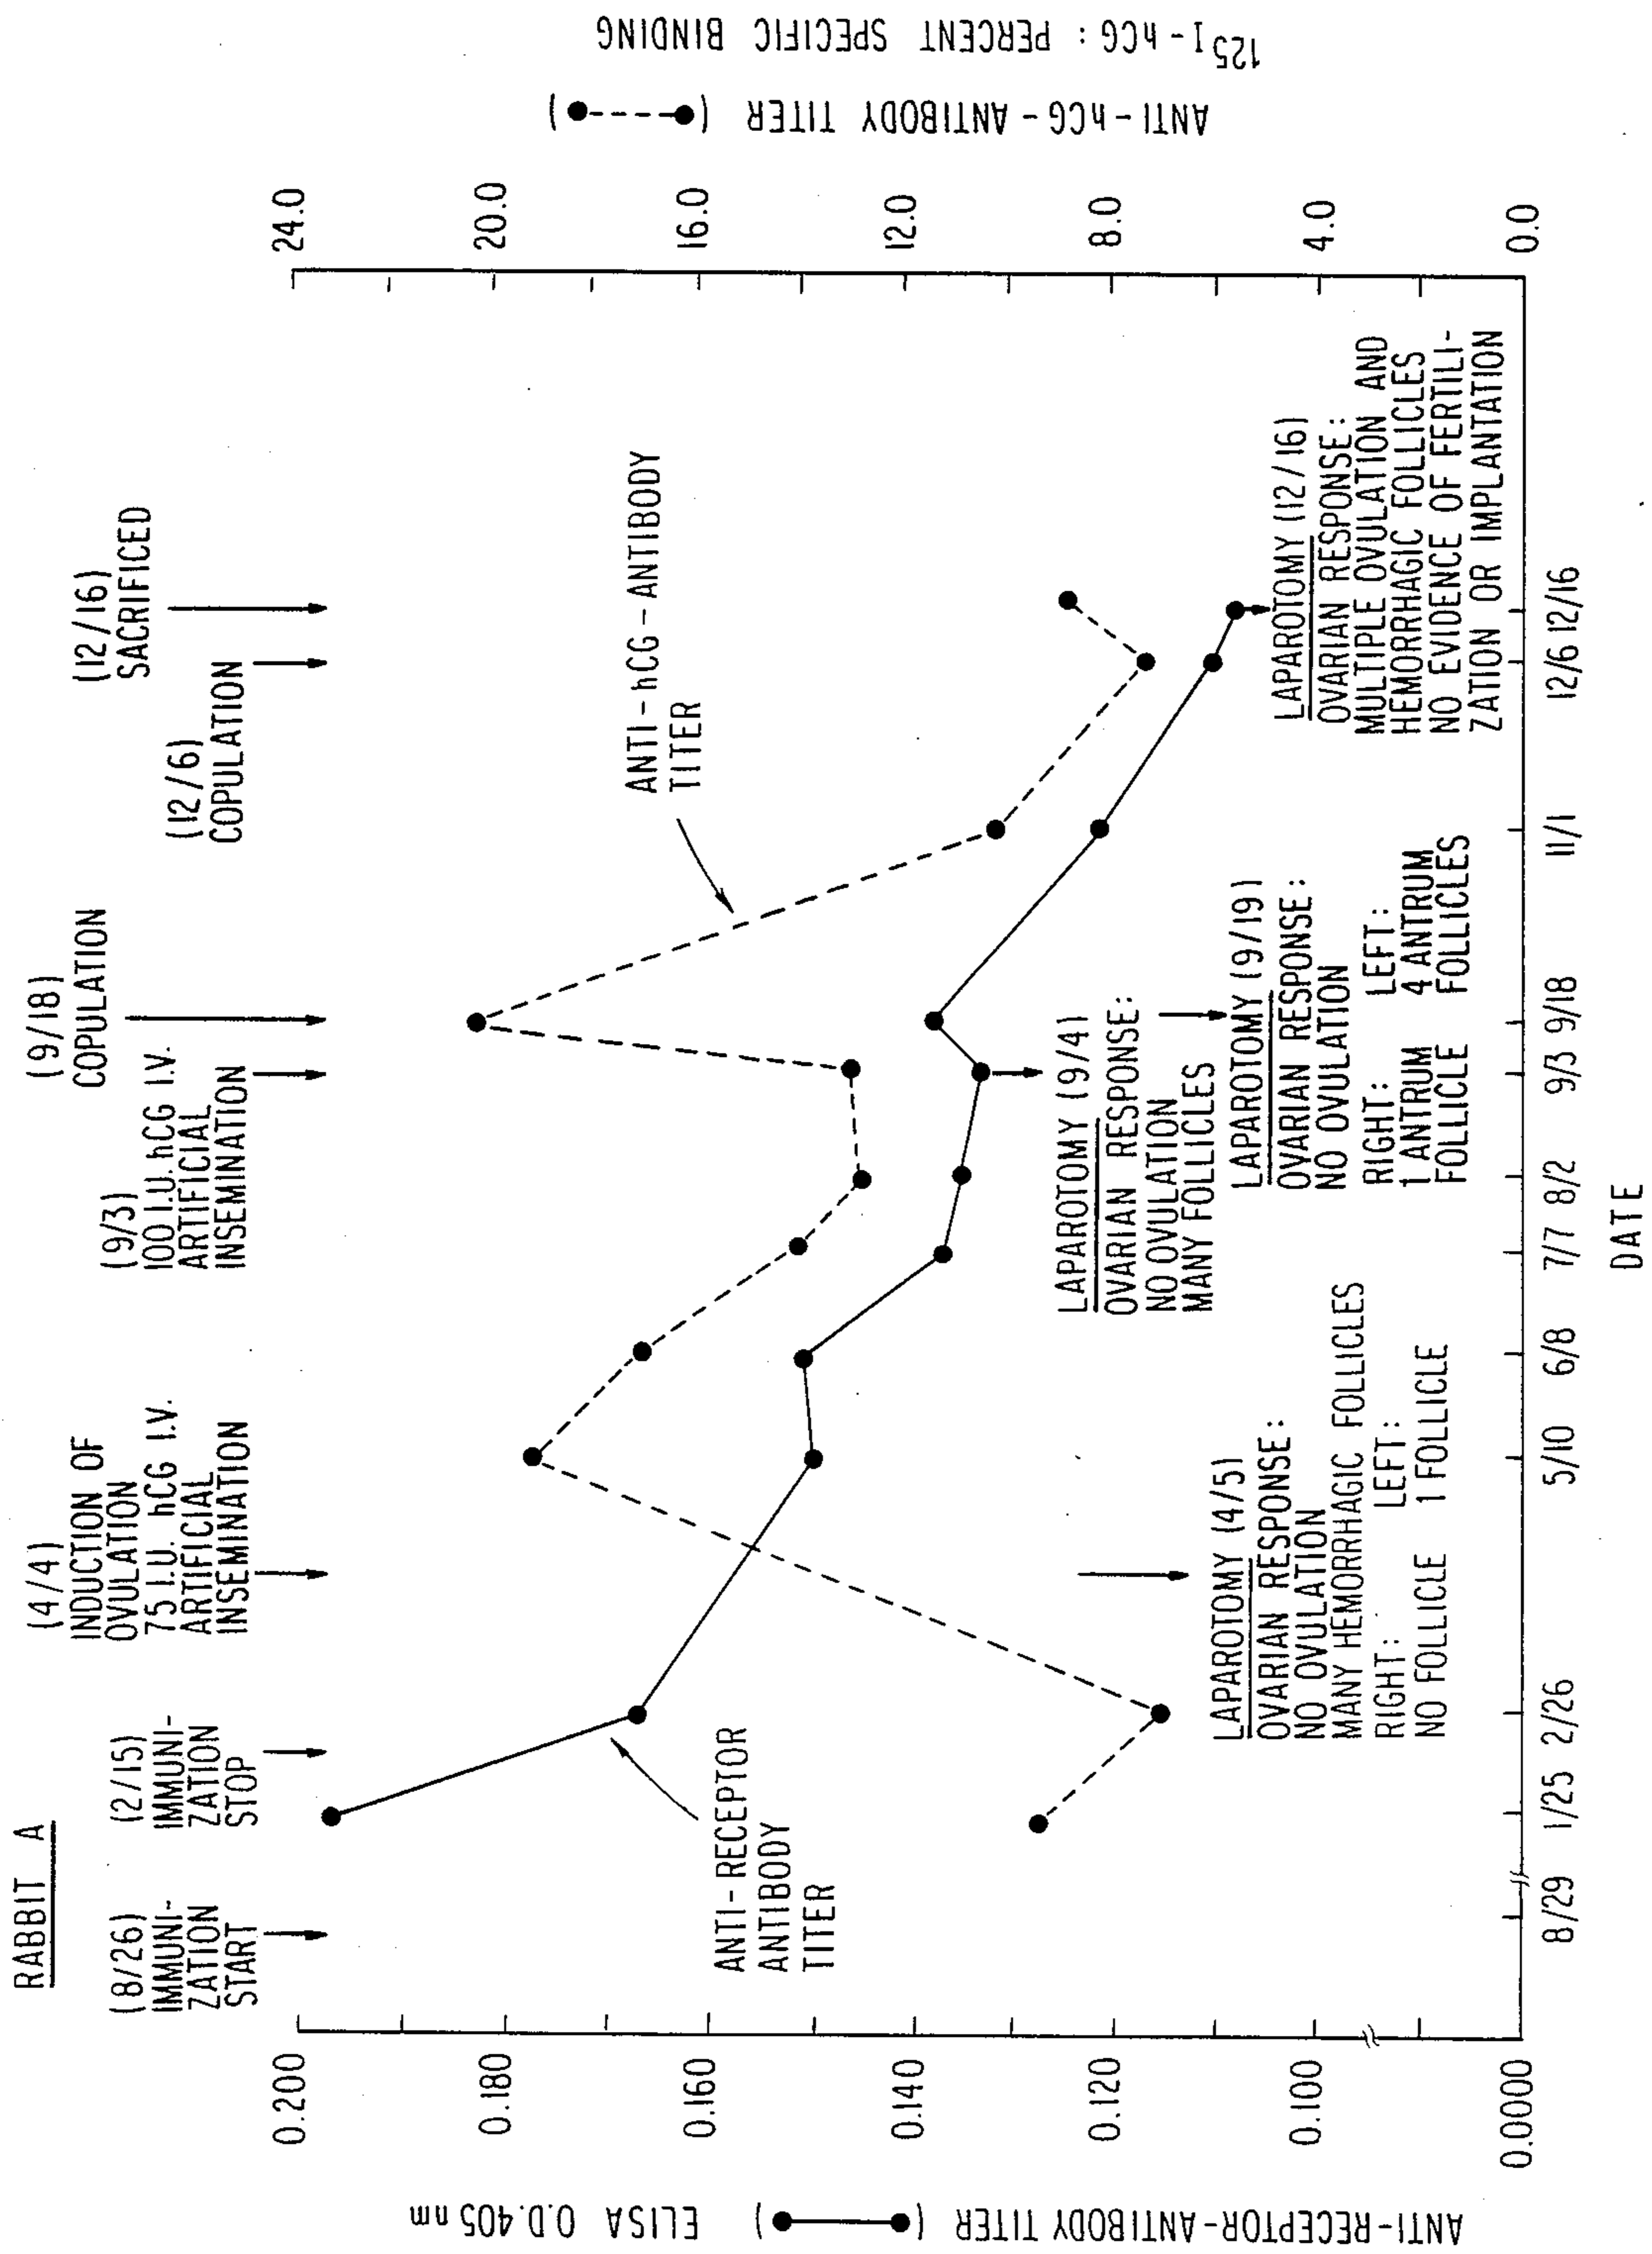 RABBIT A
(8/26)
IMMUNI-
ZATION
START
(2/15)
IMMUNI-
ZATION
STOP
(4/4)
INDUCTION OF
OVULATION
75 I.U. hCG I.V.
ARTIFICIAL
INSEMINATION
(9/3)
100 I.U. hCG I.V.
ARTIFICIAL
INSEMINATION
(9/18)
COPULATION
(12/6)
COPULATION
(12/16)
SACRIFICED
ANTI-RECEPTOR-ANTIBODY TITER (●——●) ELISA O.D.405nm
0.200
0.180
0.160
0.140
0.120
0.100
0.0000
ANTI-hCG-ANTIBODY TITER (●----●)
125I-hCG: PERCENT SPECIFIC BINDING
24.0
20.0
16.0
12.0
8.0
4.0
0.0
ANTI-RECEPTOR
ANTIBODY
TITER
ANTI-hCG-ANTIBODY
TITER
LAPAROTOMY (4/5)
OVARIAN RESPONSE:
NO OVULATION
MANY HEMORRHAGIC FOLLICLES
RIGHT: LEFT:
NO FOLLICLE 1 FOLLICLE
LAPAROTOMY (9/4)
OVARIAN RESPONSE:
NO OVULATION
MANY FOLLICLES
LAPAROTOMY (9/19)
OVARIAN RESPONSE:
NO OVULATION
RIGHT: LEFT:
1 ANTRUM 4 ANTRUM
FOLLICLE FOLLICLES
LAPAROTOMY (12/16)
OVARIAN RESPONSE:
MULTIPLE OVULATION AND
HEMORRHAGIC FOLLICLES
NO EVIDENCE OF FERTILI-
ZATION OR IMPLANTATION
8/29 1/25 2/26 5/10 6/8 7/7 8/2 9/3 9/18 11/1 12/6 12/16
DATE